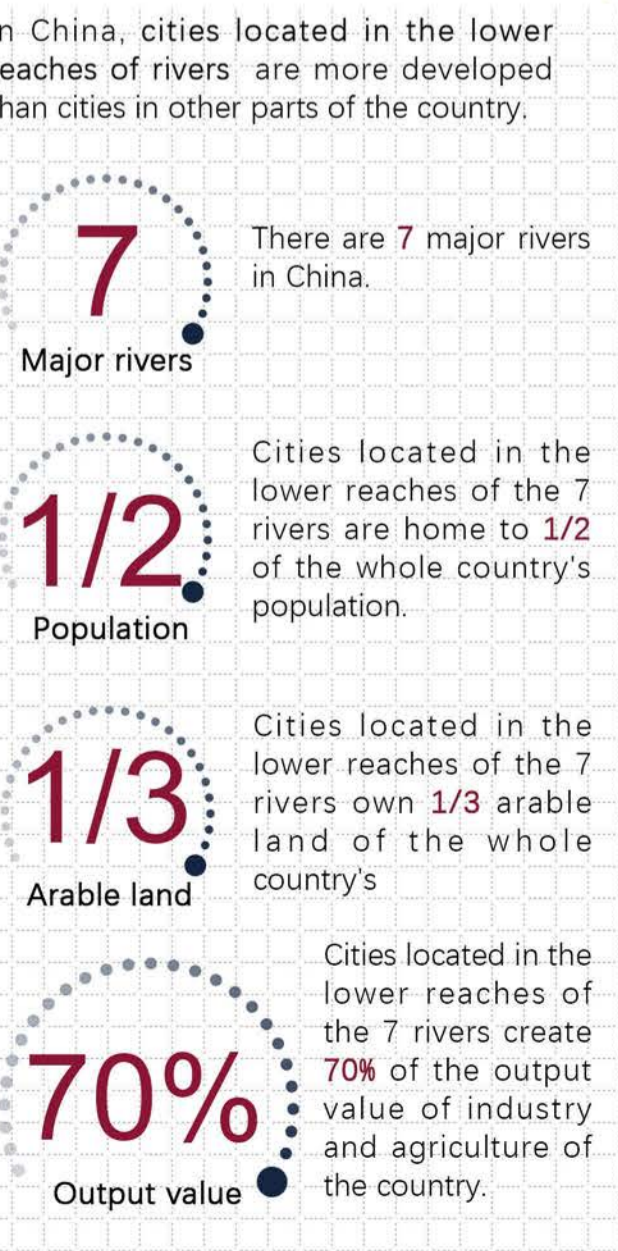 n China, cities located in the lower
eaches of rivers are more developed
han cities in other parts of the country.
7
Major rivers
There are 7 major rivers
in China.
1/2
Population
Cities located in the
lower reaches of the 7
rivers are home to 1/2
of the whole country's
population.
1/3
Arable land
Cities located in the
lower reaches of the 7
rivers own 1/3 arable
land of the whole
country's
70%
Output value
Cities located in the
lower reaches of
the 7 rivers create
70% of the output
value of industry
and agriculture of
the country.